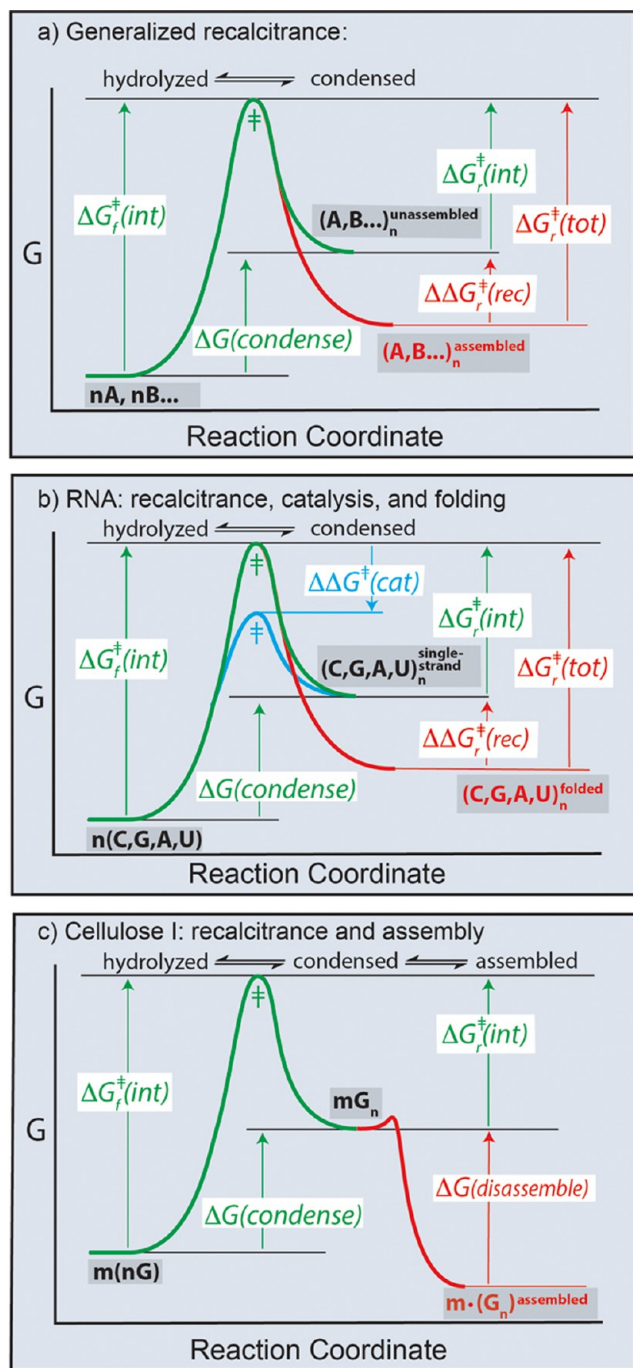 a) Generalized recalcitrance:
hydrolyzed ⇌ condensed
‡
ΔG‡f(int)
ΔG‡r(int)
(A,B...)n unassembled
ΔG‡r(tot)
G
ΔΔG‡r(rec)
ΔG(condense)
(A,B...)n assembled
nA, nB...
Reaction Coordinate
b) RNA: recalcitrance, catalysis, and folding
hydrolyzed ⇌ condensed
‡
ΔΔG‡(cat)
ΔG‡f(int)
ΔG‡r(int)
‡
(C,G,A,U)n single-strand
ΔG‡r(tot)
G
ΔΔG‡r(rec)
ΔG(condense)
(C,G,A,U)n folded
n(C,G,A,U)
Reaction Coordinate
c) Cellulose I: recalcitrance and assembly
hydrolyzed ⇌ condensed ⇌ assembled
‡
ΔG‡r(int)
ΔG‡f(int)
mGn
G
ΔG(disassemble)
ΔG(condense)
m(nG)
m·(Gn)assembled
Reaction Coordinate